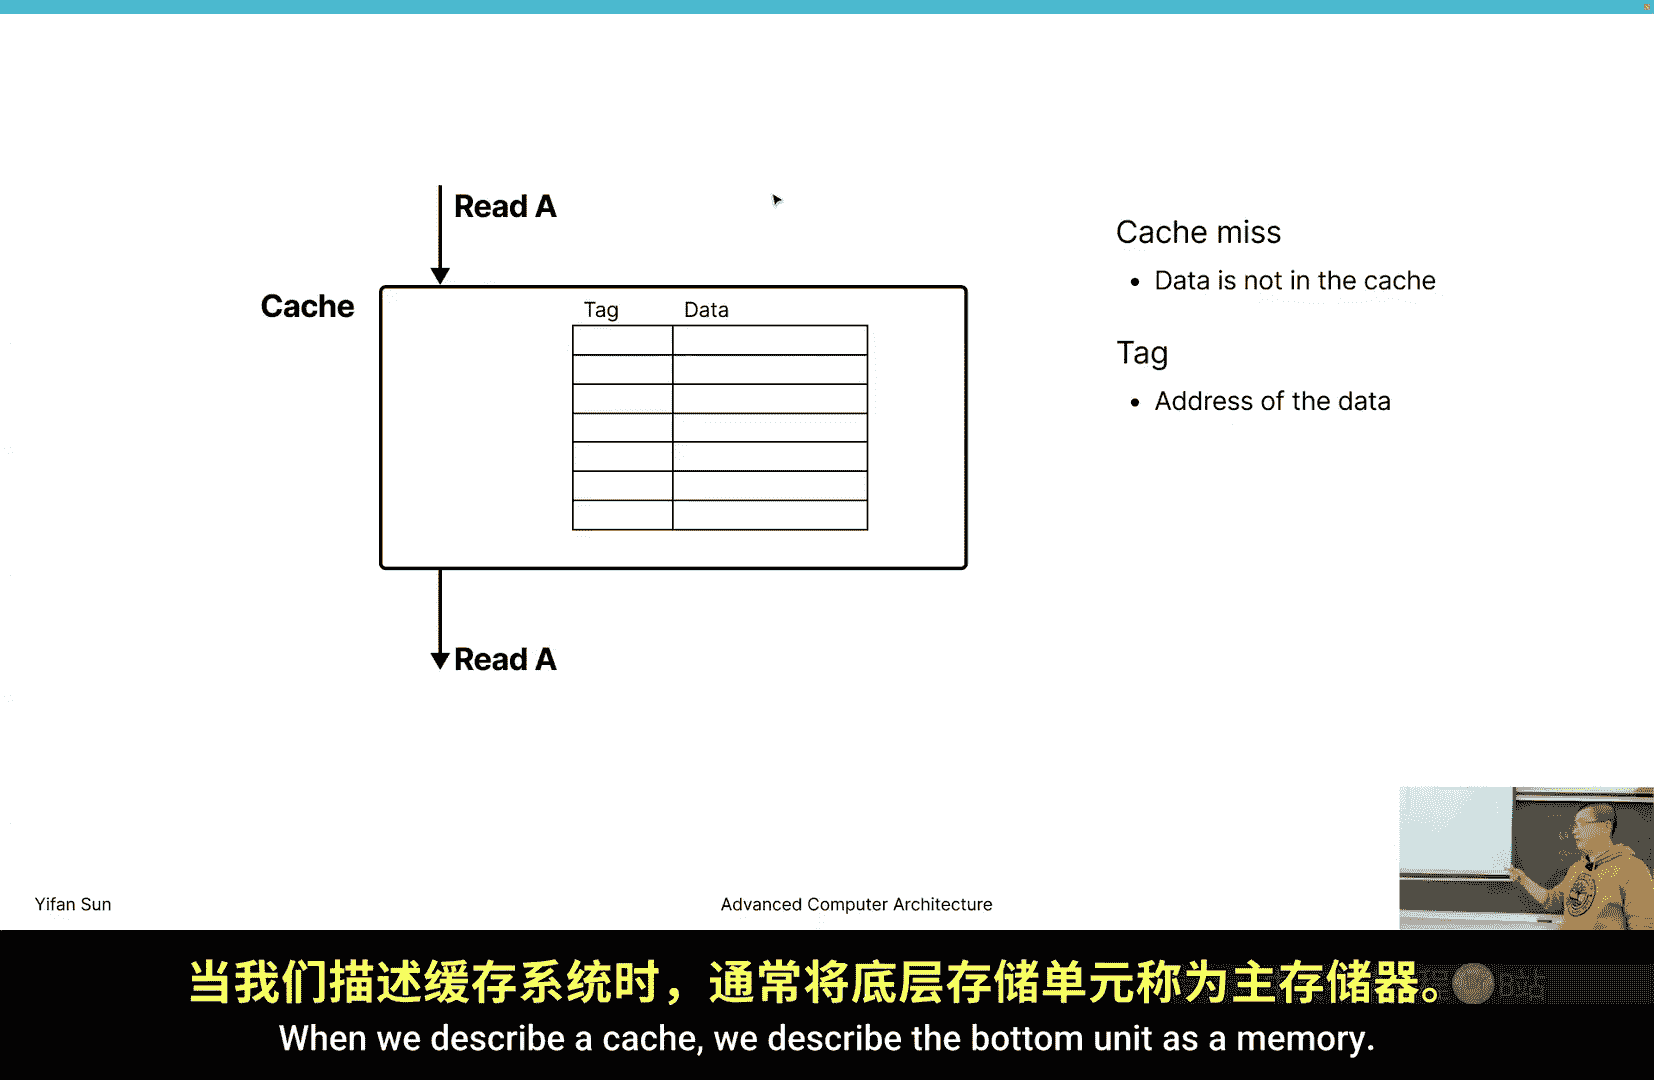 Read A
Cache
Tag Data
Read A
Cache miss
• Data is not in the cache
Tag
• Address of the data
Yifan Sun
Advanced Computer Architecture
当我们描述缓存系统时，通常将底层存储单元称为主存储器。
When we describe a cache, we describe the bottom unit as a memory.